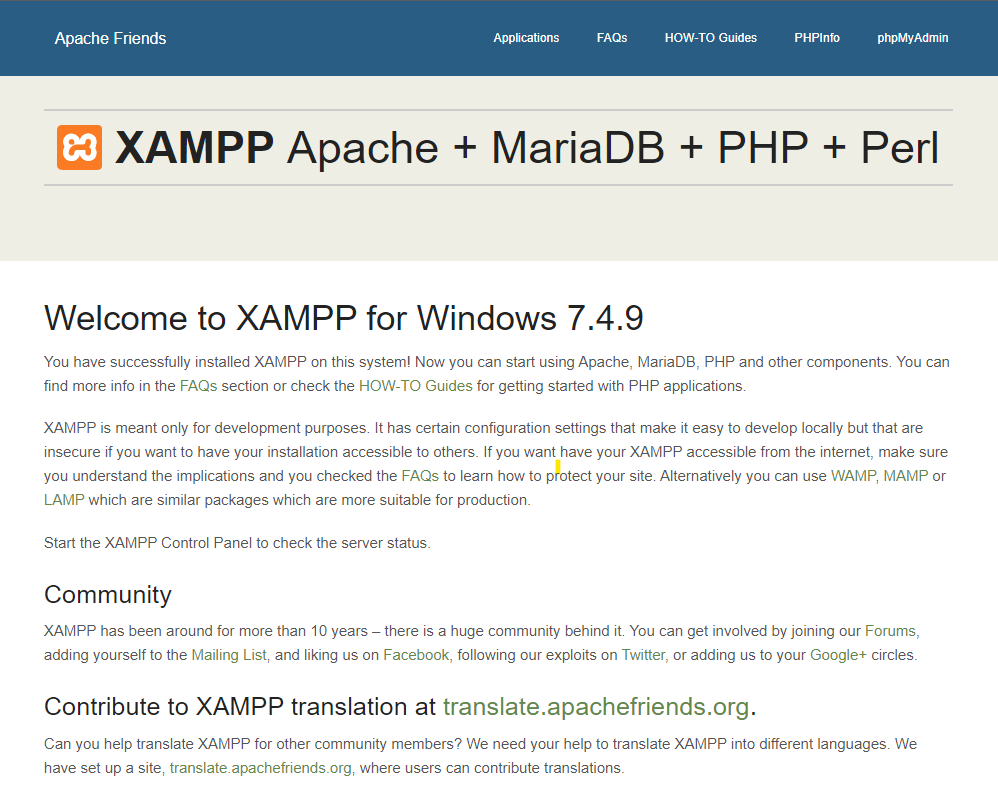 Apache Friends
Applications FAQs HOW-TO Guides PHPInfo phpMyAdmin
XAMPP Apache + MariaDB + PHP + Perl
Welcome to XAMPP for Windows 7.4.9
You have successfully installed XAMPP on this system! Now you can start using Apache, MariaDB, PHP and other components. You can
find more info in the FAQs section or check the HOW-TO Guides for getting started with PHP applications.
XAMPP is meant only for development purposes. It has certain configuration settings that make it easy to develop locally but that are
insecure if you want to have your installation accessible to others. If you want have your XAMPP accessible from the internet, make sure
you understand the implications and you checked the FAQs to learn how to protect your site. Alternatively you can use WAMP, MAMP or
LAMP which are similar packages which are more suitable for production.
Start the XAMPP Control Panel to check the server status.
Community
XAMPP has been around for more than 10 years – there is a huge community behind it. You can get involved by joining our Forums,
adding yourself to the Mailing List, and liking us on Facebook, following our exploits on Twitter, or adding us to your Google+ circles.
Contribute to XAMPP translation at translate.apachefriends.org.
Can you help translate XAMPP for other community members? We need your help to translate XAMPP into different languages. We
have set up a site, translate.apachefriends.org, where users can contribute translations.